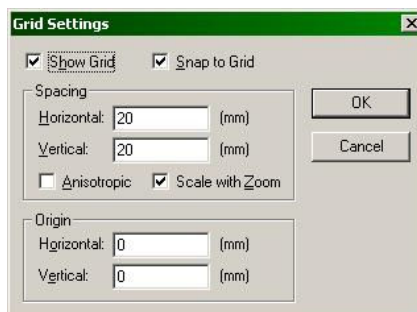 Grid Settings
Show Grid Snap to Grid
Spacing
Horizontal: 20 (mm)
Vertical: 20 (mm)
Anisotropic Scale with Zoom
Origin
Horizontal: 0 (mm)
Vertical: 0 (mm)
OK
Cancel